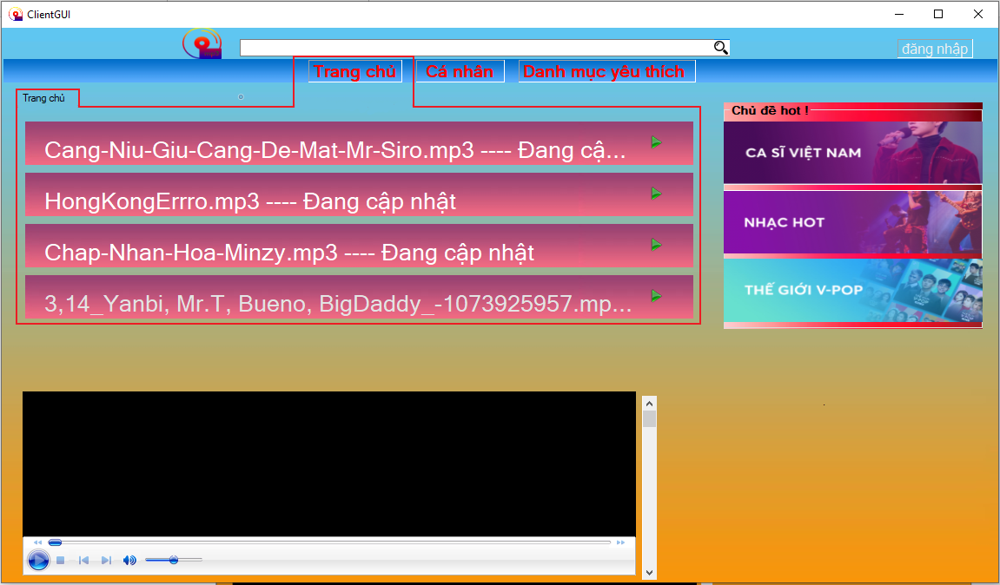 ClientGUI
đăng nhập
Trang chủ
Cá nhân
Danh mục yêu thích
Trang chủ
Cang-Niu-Giu-Cang-De-Mat-Mr-Siro.mp3 ---- Đang cậ...
HongKongErrro.mp3 ---- Đang cập nhật
Chap-Nhan-Hoa-Minzy.mp3 ---- Đang cập nhật
3,14_Yanbi, Mr.T, Bueno, BigDaddy_-1073925957.mp...
Chủ đề hot !
CA SĨ VIỆT NAM
NHẠC HOT
THẾ GIỚI V-POP